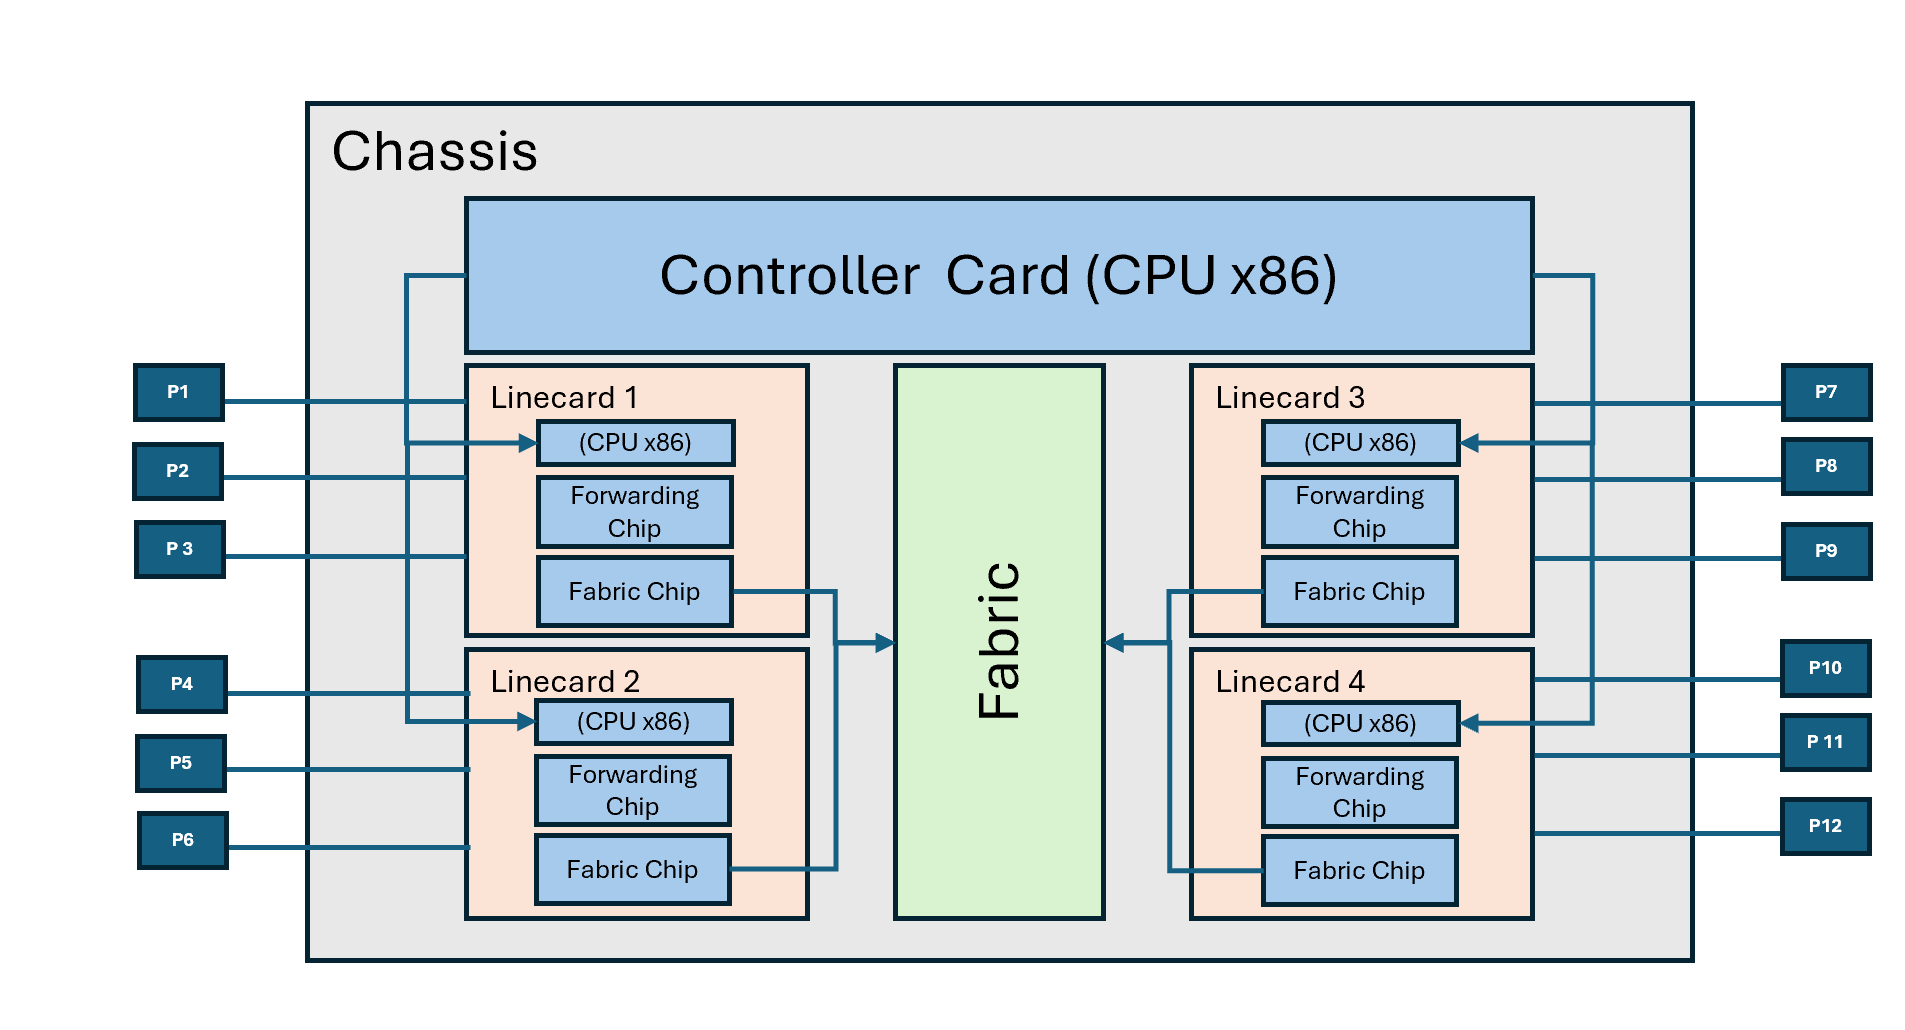 Chassis
Controller Card (CPU x86)
P1
P2
P 3
P4
P5
P6
Linecard 1
(CPU x86)
Forwarding
Chip
Fabric Chip
Linecard 2
(CPU x86)
Forwarding
Chip
Fabric Chip
Fabric
Linecard 3
(CPU x86)
Forwarding
Chip
Fabric Chip
Linecard 4
(CPU x86)
Forwarding
Chip
Fabric Chip
P7
P8
P9
P10
P 11
P12